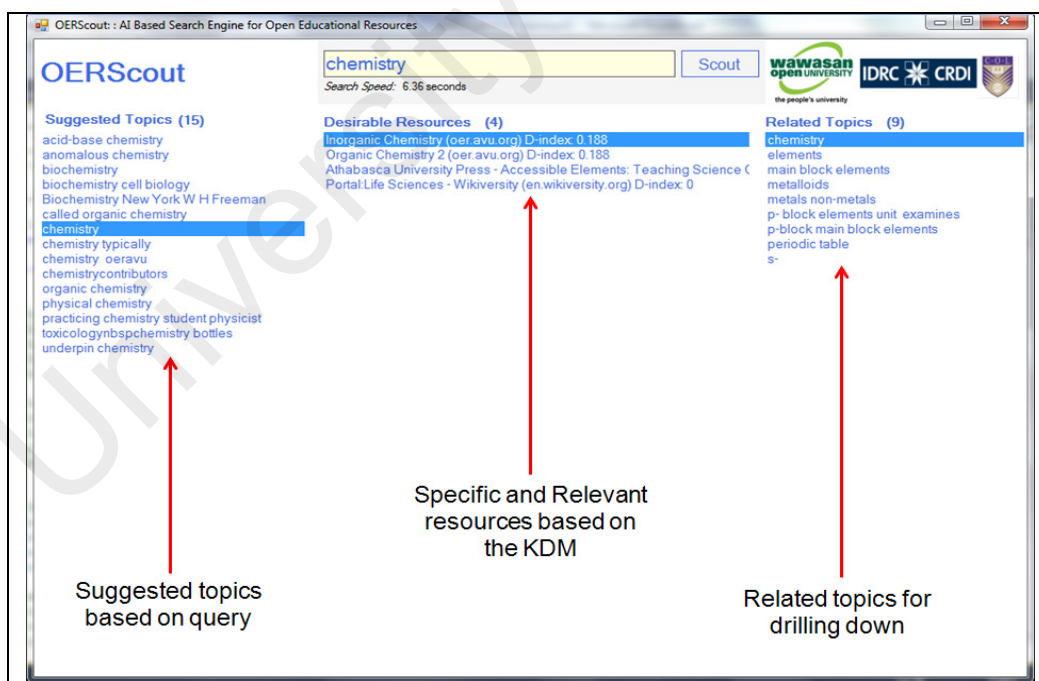 OERScout: : AI Based Search Engine for Open Educational Resources
OERScout
chemistry
Scout
Search Speed: 6.36 seconds
wawasan
open UNIVERSITY
the people's university
IDRC CRDI
C·O·L
Suggested Topics (15)
acid-base chemistry
anomalous chemistry
biochemistry
biochemistry cell biology
Biochemistry New York W H Freeman
called organic chemistry
chemistry
chemistry typically
chemistry oeravu
chemistrycontributors
organic chemistry
physical chemistry
practicing chemistry student physicist
toxicologynbspchemistry bottles
underpin chemistry
Desirable Resources (4)
Inorganic Chemistry (oer.avu.org) D-index: 0.188
Organic Chemistry 2 (oer.avu.org) D-index: 0.188
Athabasca University Press - Accessible Elements: Teaching Science (
Portal:Life Sciences - Wikiversity (en.wikiversity.org) D-index: 0
Related Topics (9)
chemistry
elements
main block elements
metalloids
metals non-metals
p- block elements unit examines
p-block main block elements
periodic table
s-
Suggested topics
based on query
Specific and Relevant
resources based on
the KDM
Related topics for
drilling down
University